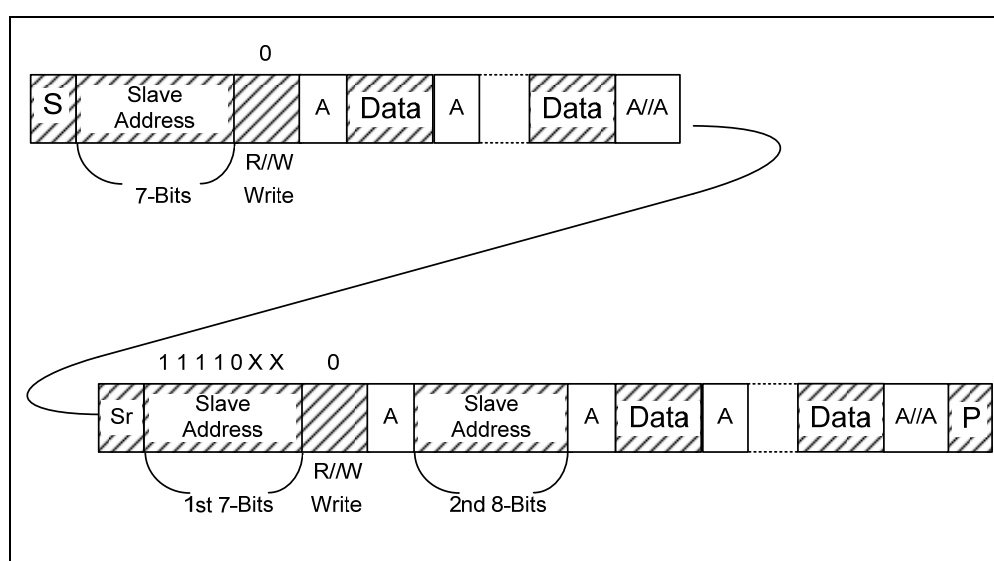 0
S Slave Address A Data A Data A//A
R//W
7-Bits Write
1 1 1 1 0 X X 0
Sr Slave Address A Slave Address A Data A Data A//A P
R//W
1st 7-Bits Write 2nd 8-Bits